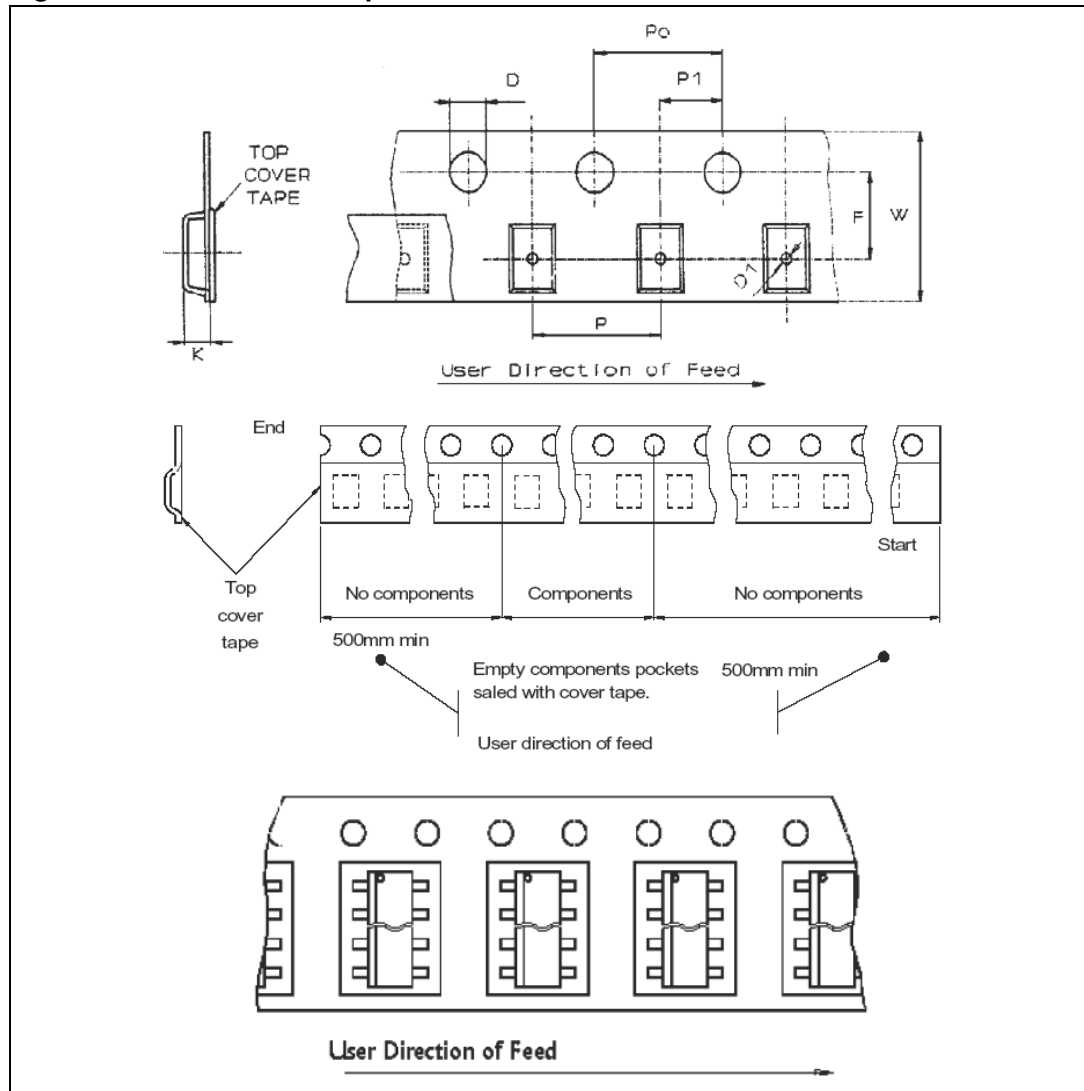 Po
D
P1
TOP
COVER
TAPE
F
W
D1
P
K
User Direction of Feed
End
Start
Top
cover
tape
No components
Components
No components
500mm min
Empty components pockets
saled with cover tape.
500mm min
User direction of feed
User Direction of Feed